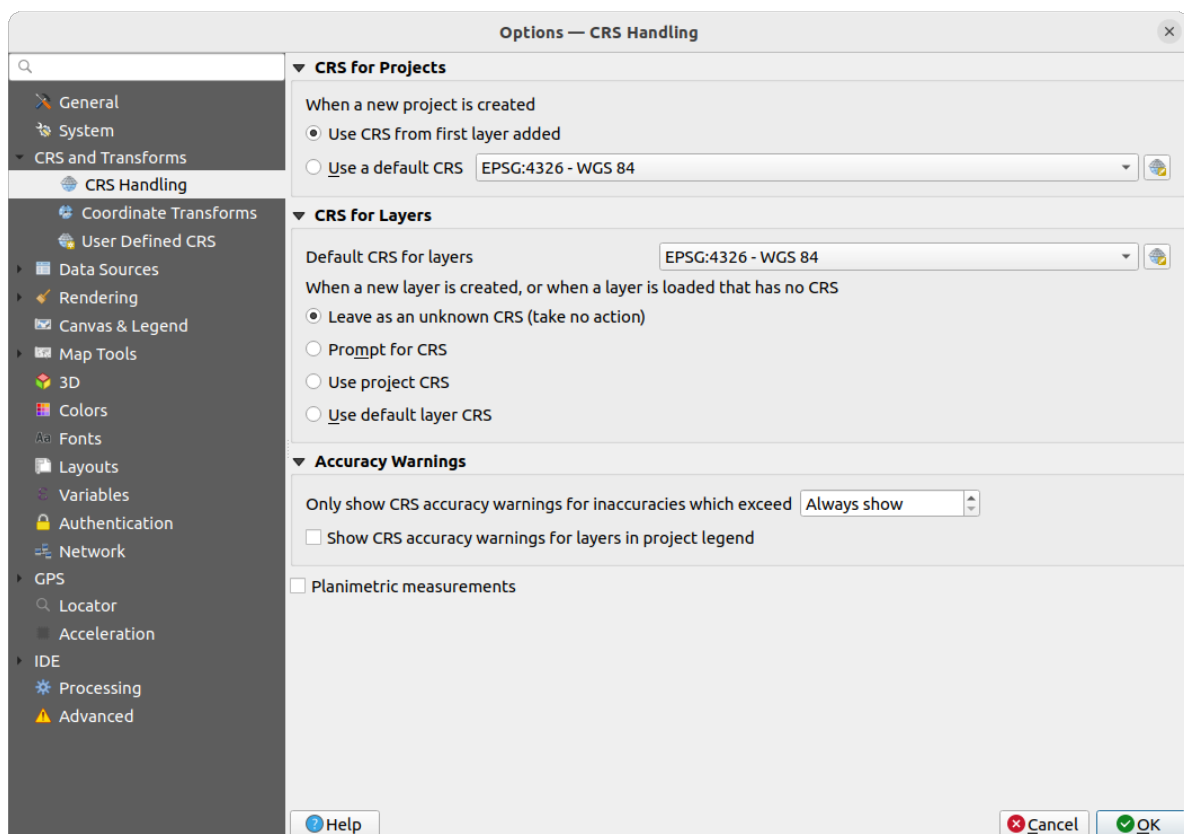 Options — CRS Handling
General
System
CRS and Transforms
CRS Handling
Coordinate Transforms
User Defined CRS
Data Sources
Rendering
Canvas & Legend
Map Tools
3D
Colors
Aa Fonts
Layouts
ε Variables
Authentication
Network
GPS
Locator
Acceleration
IDE
Processing
Advanced
CRS for Projects
When a new project is created
Use CRS from first layer added
Use a default CRS EPSG:4326 - WGS 84
CRS for Layers
Default CRS for layers EPSG:4326 - WGS 84
When a new layer is created, or when a layer is loaded that has no CRS
Leave as an unknown CRS (take no action)
Prompt for CRS
Use project CRS
Use default layer CRS
Accuracy Warnings
Only show CRS accuracy warnings for inaccuracies which exceed Always show
Show CRS accuracy warnings for layers in project legend
Planimetric measurements
? Help Cancel OK